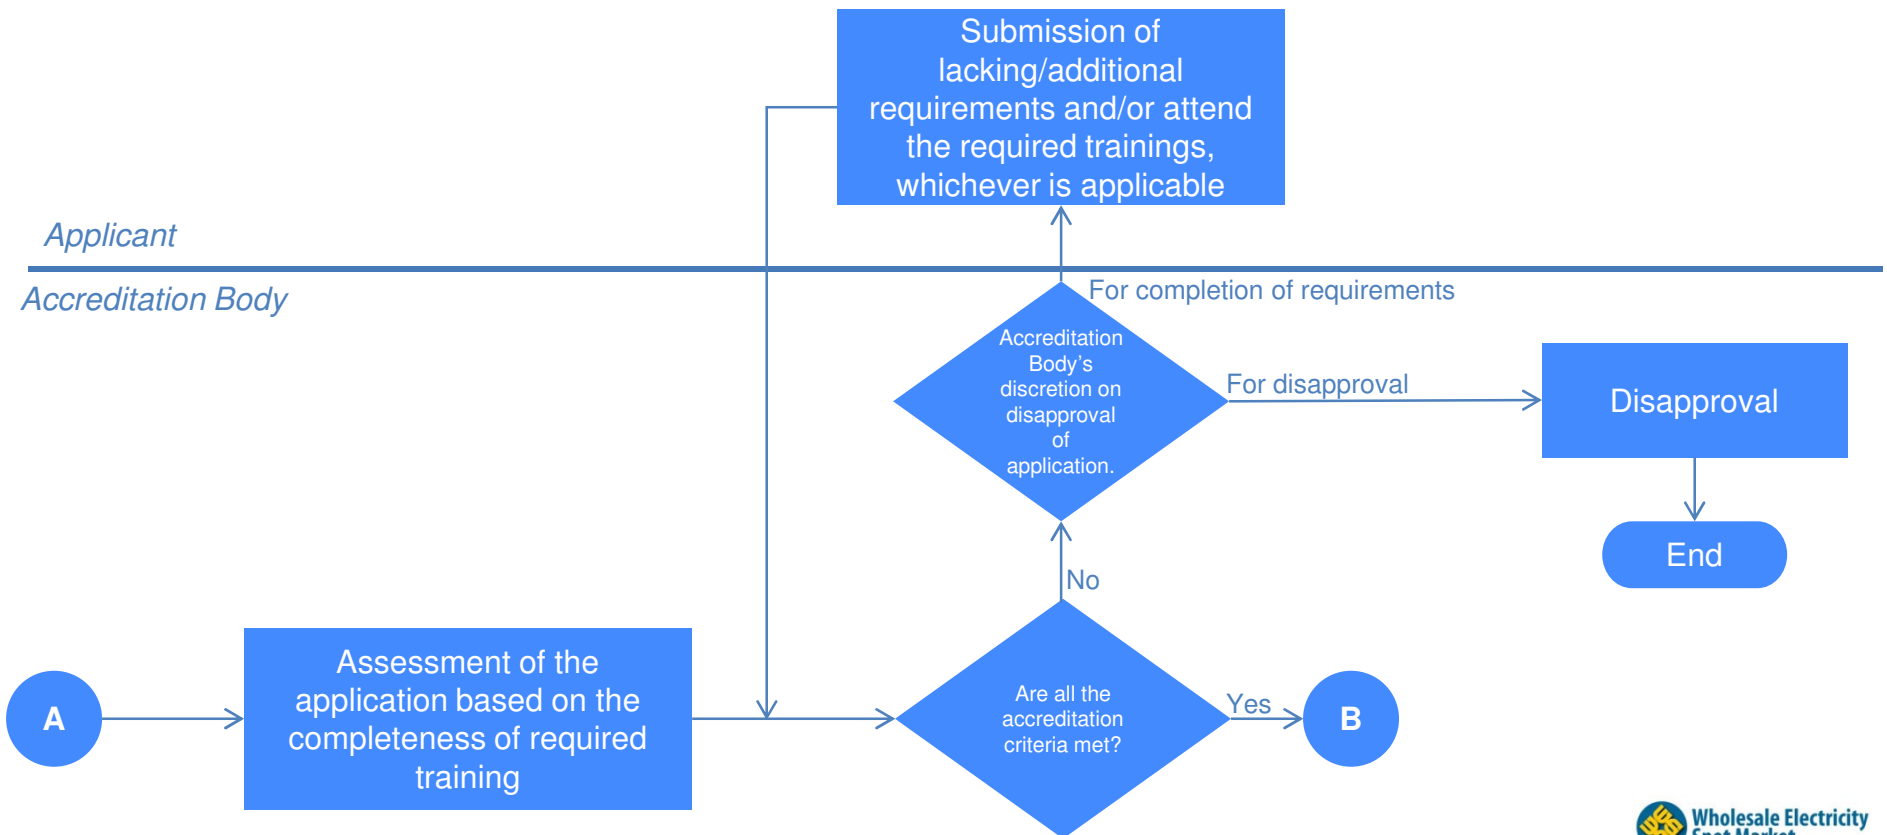 Submission of
lacking/additional
requirements and/or attend
the required trainings,
whichever is applicable
Applicant
Accreditation Body
For completion of requirements
Accreditation
Body's
discretion on
disapproval
of
application.
For disapproval
Disapproval
End
No
A
Assessment of the
application based on the
completeness of required
training
Are all the
accreditation
criteria met?
Yes
B
Wholesale Electricity
Spot Market